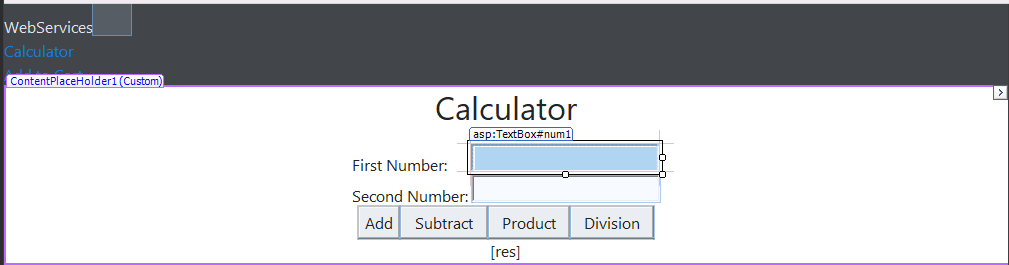 WebServices
Calculator
ContentPlaceHolder1 (Custom)
Calculator
asp:TextBox#num1
First Number:
Second Number:
Add Subtract Product Division
[res]